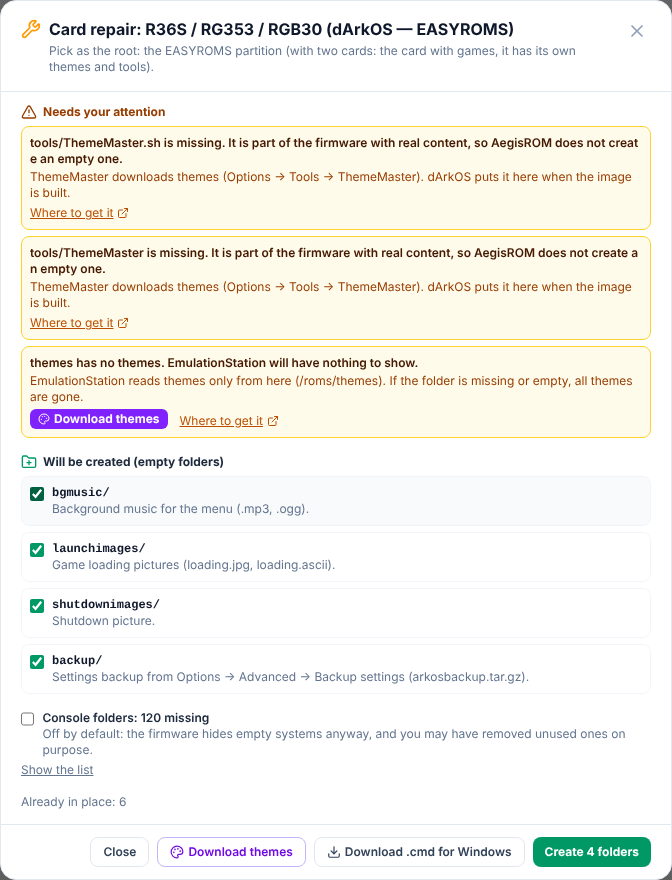 Card repair: R36S / RG353 / RGB30 (dArkOS — EASYROMS)
Pick as the root: the EASYROMS partition (with two cards: the card with games, it has its own
themes and tools).
Needs your attention
tools/ThemeMaster.sh is missing. It is part of the firmware with real content, so AegisROM does not creat
e an empty one.
ThemeMaster downloads themes (Options → Tools → ThemeMaster). dArkOS puts it here when the image
is built.
Where to get it
tools/ThemeMaster is missing. It is part of the firmware with real content, so AegisROM does not create a
n empty one.
ThemeMaster downloads themes (Options → Tools → ThemeMaster). dArkOS puts it here when the image
is built.
Where to get it
themes has no themes. EmulationStation will have nothing to show.
EmulationStation reads themes only from here (/roms/themes). If the folder is missing or empty, all themes
are gone.
Download themes Where to get it
Will be created (empty folders)
bgmusic/
Background music for the menu (.mp3, .ogg).
launchimages/
Game loading pictures (loading.jpg, loading.ascii).
shutdownimages/
Shutdown picture.
backup/
Settings backup from Options → Advanced → Backup settings (arkosbackup.tar.gz).
Console folders: 120 missing
Off by default: the firmware hides empty systems anyway, and you may have removed unused ones on
purpose.
Show the list
Already in place: 6
Close Download themes Download .cmd for Windows Create 4 folders